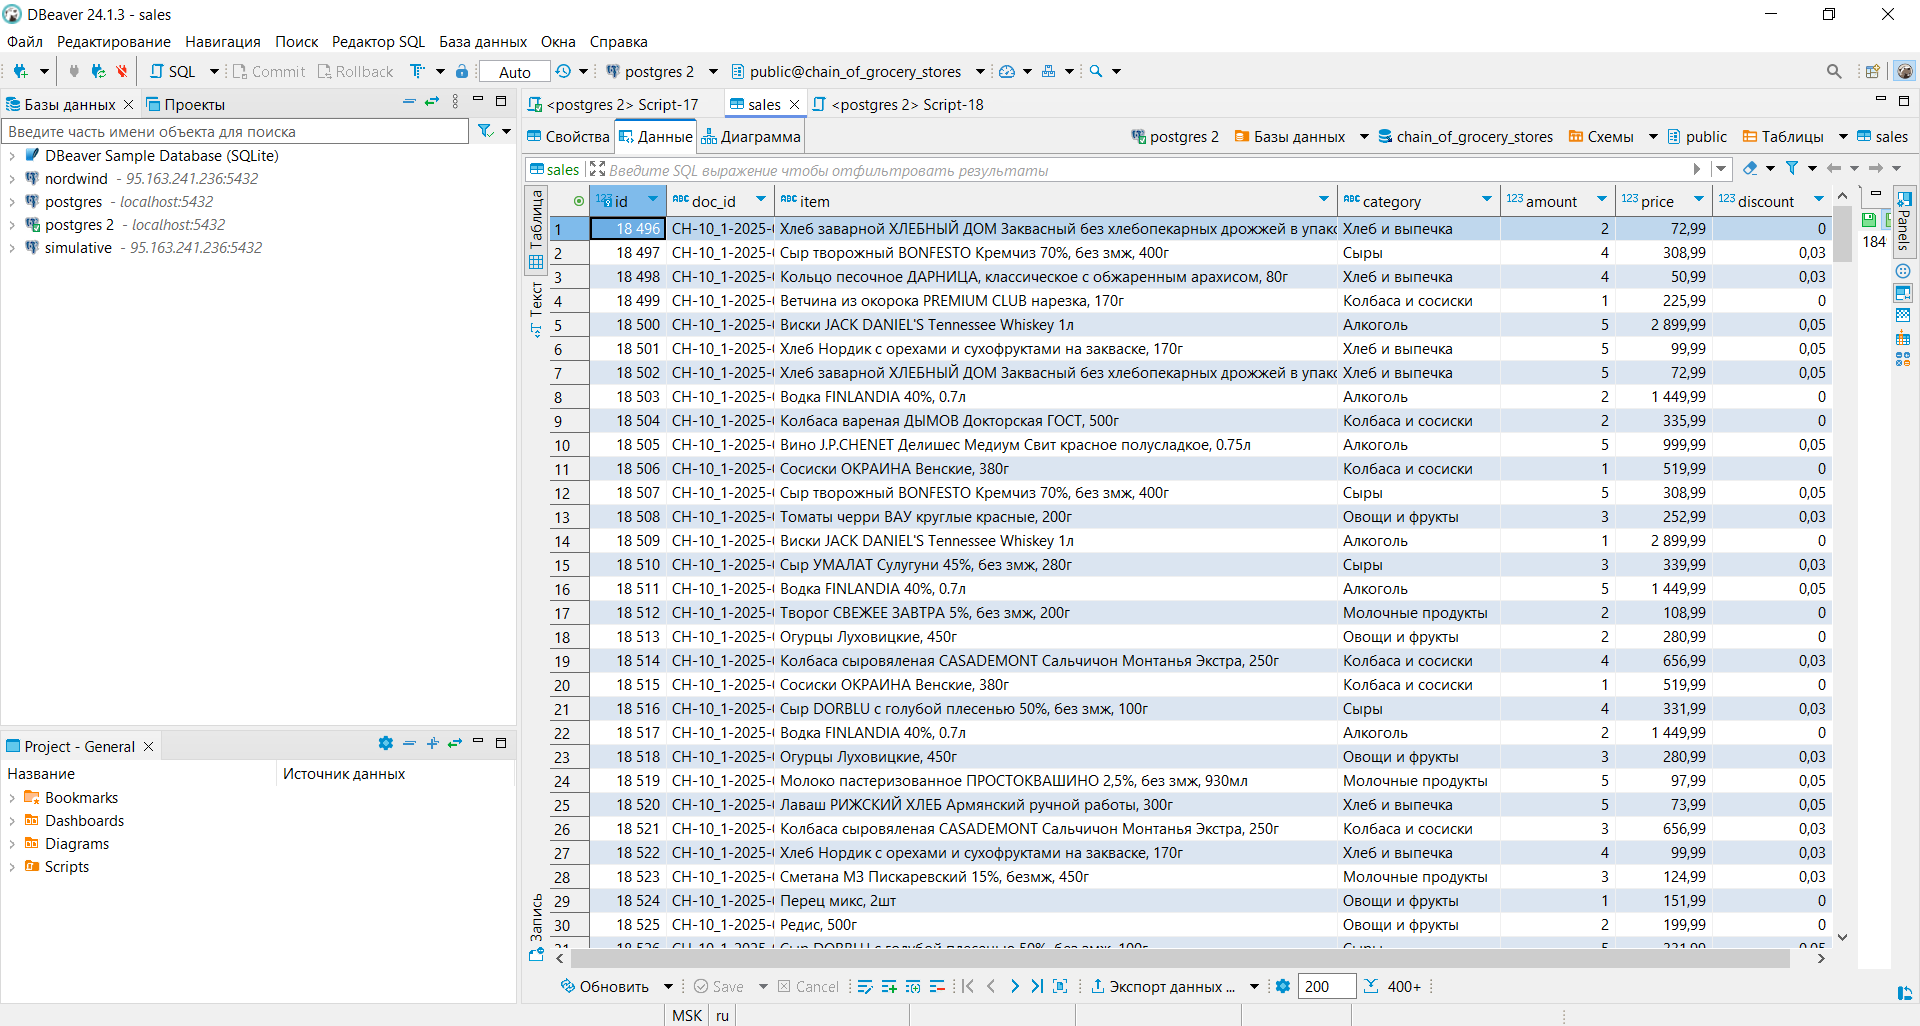 DBeaver 24.1.3 - sales
Файл Редактирование Навигация Поиск Редактор SQL База данных Окна Справка
SQL Commit Rollback Auto postgres 2 public@chain_of_grocery_stores
Базы данных Проекты
Введите часть имени объекта для поиска
DBeaver Sample Database (SQLite)
nordwind - 95.163.241.236:5432
postgres - localhost:5432
postgres 2 - localhost:5432
simulative - 95.163.241.236:5432
Project - General
Название Источник данных
Bookmarks
Dashboards
Diagrams
Scripts
<postgres 2> Script-17 sales <postgres 2> Script-18
Свойства Данные Диаграмма postgres 2 Базы данных chain_of_grocery_stores Схемы public Таблицы sales
sales Введите SQL выражение чтобы отфильтровать результаты
Таблица
Текст
Запись
123 id ABC doc_id ABC item ABC category 123 amount 123 price 123 discount
1 18 496 CH-10_1-2025- Хлеб заварной ХЛЕБНЫЙ ДОМ Заквасный без хлебопекарных дрожжей в Хлеб и выпечка 2 72,99 0
2 18 497 CH-10_1-2025- Сыр творожный BONFESTO Кремчиз 70%, без змж, 400г Сыры 4 308,99 0,03
3 18 498 CH-10_1-2025- Кольцо песочное ДАРНИЦА, классическое с обжаренным арахисом, 80г Хлеб и выпечка 4 50,99 0,03
4 18 499 CH-10_1-2025- Ветчина из окорока PREMIUM CLUB нарезка, 170г Колбаса и сосиски 1 225,99 0
5 18 500 CH-10_1-2025- Виски JACK DANIEL'S Tennessee Whiskey 1л Алкоголь 5 2 899,99 0,05
6 18 501 CH-10_1-2025- Хлеб Нордик с орехами и сухофруктами на закваске, 170г Хлеб и выпечка 5 99,99 0,05
7 18 502 CH-10_1-2025- Хлеб заварной ХЛЕБНЫЙ ДОМ Заквасный без хлебопекарных дрожжей в Хлеб и выпечка 5 72,99 0,05
8 18 503 CH-10_1-2025- Водка FINLANDIA 40%, 0.7л Алкоголь 2 1 449,99 0
9 18 504 CH-10_1-2025- Колбаса вареная ДЫМОВ Докторская ГОСТ, 500г Колбаса и сосиски 2 335,99 0
10 18 505 CH-10_1-2025- Вино J.P.CHENET Делишес Медиум Свит красное полусладкое, 0.75л Алкоголь 5 999,99 0,05
11 18 506 CH-10_1-2025- Сосиски ОКРАИНА Венские, 380г Колбаса и сосиски 1 519,99 0
12 18 507 CH-10_1-2025- Сыр творожный BONFESTO Кремчиз 70%, без змж, 400г Сыры 5 308,99 0,05
13 18 508 CH-10_1-2025- Томаты черри ВАУ круглые красные, 200г Овощи и фрукты 3 252,99 0,03
14 18 509 CH-10_1-2025- Виски JACK DANIEL'S Tennessee Whiskey 1л Алкоголь 1 2 899,99 0
15 18 510 CH-10_1-2025- Сыр УМАЛАТ Сулугуни 45%, без змж, 280г Сыры 3 339,99 0,03
16 18 511 CH-10_1-2025- Водка FINLANDIA 40%, 0.7л Алкоголь 5 1 449,99 0,05
17 18 512 CH-10_1-2025- Творог СВЕЖЕЕ ЗАВТРА 5%, без змж, 200г Молочные продукты 2 108,99 0
18 18 513 CH-10_1-2025- Огурцы Луховицкие, 450г Овощи и фрукты 2 280,99 0
19 18 514 CH-10_1-2025- Колбаса сыровяленая CASADEMONT Сальчичон Монтанья Экстра, 250г Колбаса и сосиски 4 656,99 0,03
20 18 515 CH-10_1-2025- Сосиски ОКРАИНА Венские, 380г Колбаса и сосиски 1 519,99 0
21 18 516 CH-10_1-2025- Сыр DORBLU с голубой плесенью 50%, без змж, 100г Сыры 4 331,99 0,03
22 18 517 CH-10_1-2025- Водка FINLANDIA 40%, 0.7л Алкоголь 2 1 449,99 0
23 18 518 CH-10_1-2025- Огурцы Луховицкие, 450г Овощи и фрукты 3 280,99 0,03
24 18 519 CH-10_1-2025- Молоко пастеризованное ПРОСТОКВАШИНО 2,5%, без змж, 930мл Молочные продукты 5 97,99 0,05
25 18 520 CH-10_1-2025- Лаваш РИЖСКИЙ ХЛЕБ Армянский ручной работы, 300г Хлеб и выпечка 5 73,99 0,05
26 18 521 CH-10_1-2025- Колбаса сыровяленая CASADEMONT Сальчичон Монтанья Экстра, 250г Колбаса и сосиски 3 656,99 0,03
27 18 522 CH-10_1-2025- Хлеб Нордик с орехами и сухофруктами на закваске, 170г Хлеб и выпечка 4 99,99 0,03
28 18 523 CH-10_1-2025- Сметана МЗ Пискаревский 15%, безмж, 450г Молочные продукты 3 124,99 0,03
29 18 524 CH-10_1-2025- Перец микс, 2шт Овощи и фрукты 1 151,99 0
30 18 525 CH-10_1-2025- Редис, 500г Овощи и фрукты 2 199,99 0
184
Panels
Обновить Save Cancel Экспорт данных ... 200 400+
MSK ru